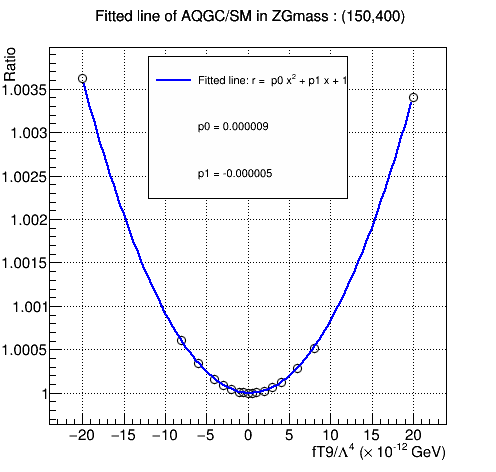 Fitted line of AQGC/SM in ZGmass : (150,400)
Ratio
Fitted line: r = p0 x² + p1 x + 1
p0 = 0.000009
p1 = -0.000005
1.0035
1.003
1.0025
1.002
1.0015
1.001
1.0005
1
−20 −15 −10 −5 0 5 10 15 20
fT9/Λ⁴ (× 10⁻¹² GeV)